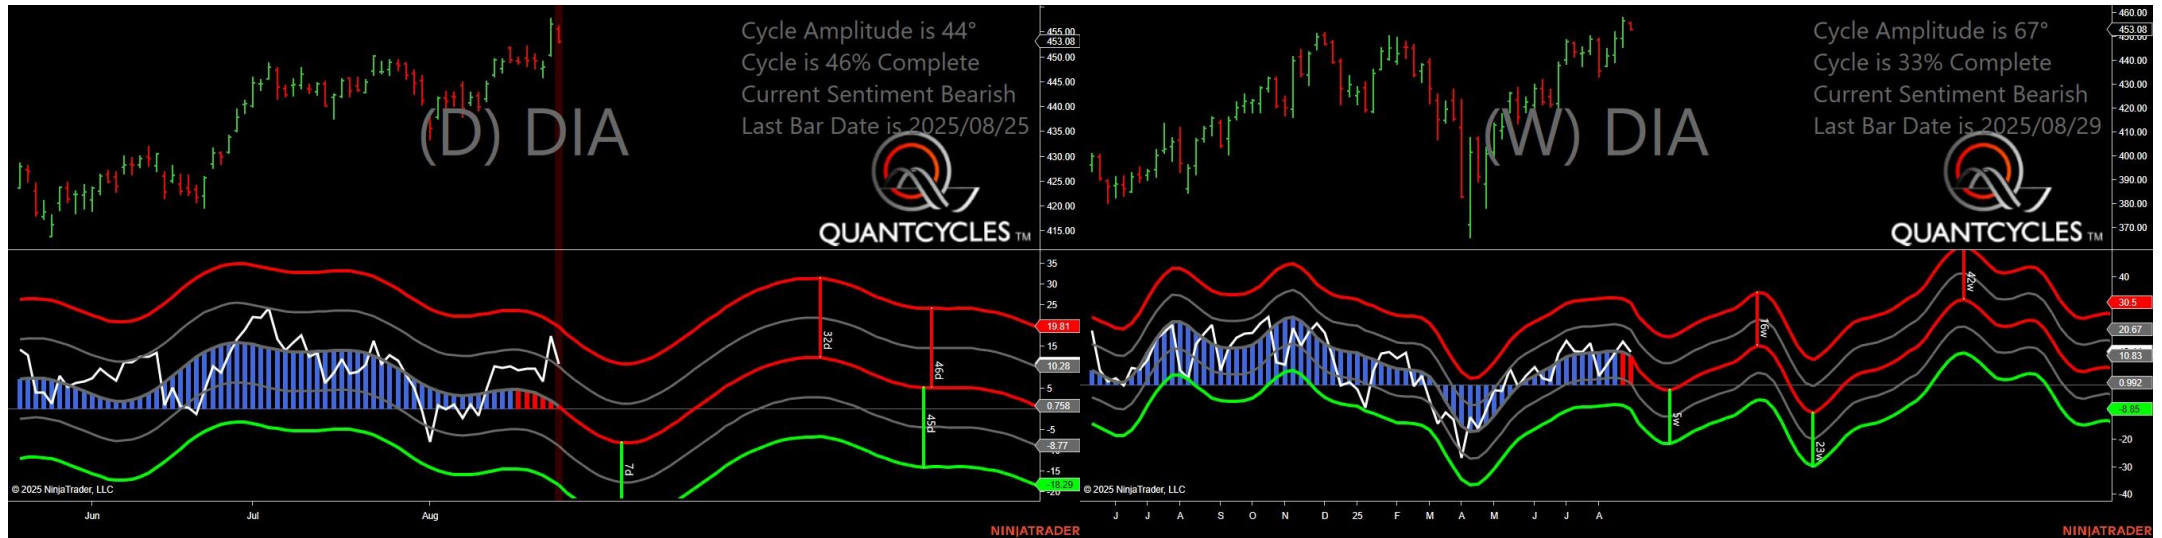 Cycle Amplitude is 44°
Cycle is 46% Complete
Current Sentiment Bearish
Last Bar Date is 2025/08/25
(D) DIA
QUANTCYCLES TM
455.00
453.08
450.00
445.00
440.00
435.00
430.00
425.00
420.00
415.00
35
30
25
19.81
15
10.28
5
0.758
-5
-8.77
-15
-18.29
-20
32d
46d
45d
7d
© 2025 NinjaTrader, LLC
Jun Jul Aug
NINJATRADER
Cycle Amplitude is 67°
Cycle is 33% Complete
Current Sentiment Bearish
Last Bar Date is 2025/08/29
(W) DIA
QUANTCYCLES TM
460.00
453.08
450.00
440.00
430.00
420.00
410.00
400.00
390.00
380.00
370.00
40
30.5
20.67
10.83
0.992
-8.85
-20
-30
-40
42w
16w
5w
23w
© 2025 NinjaTrader, LLC
J J A S O N D 25 F M A M J J A
NINJATRADER